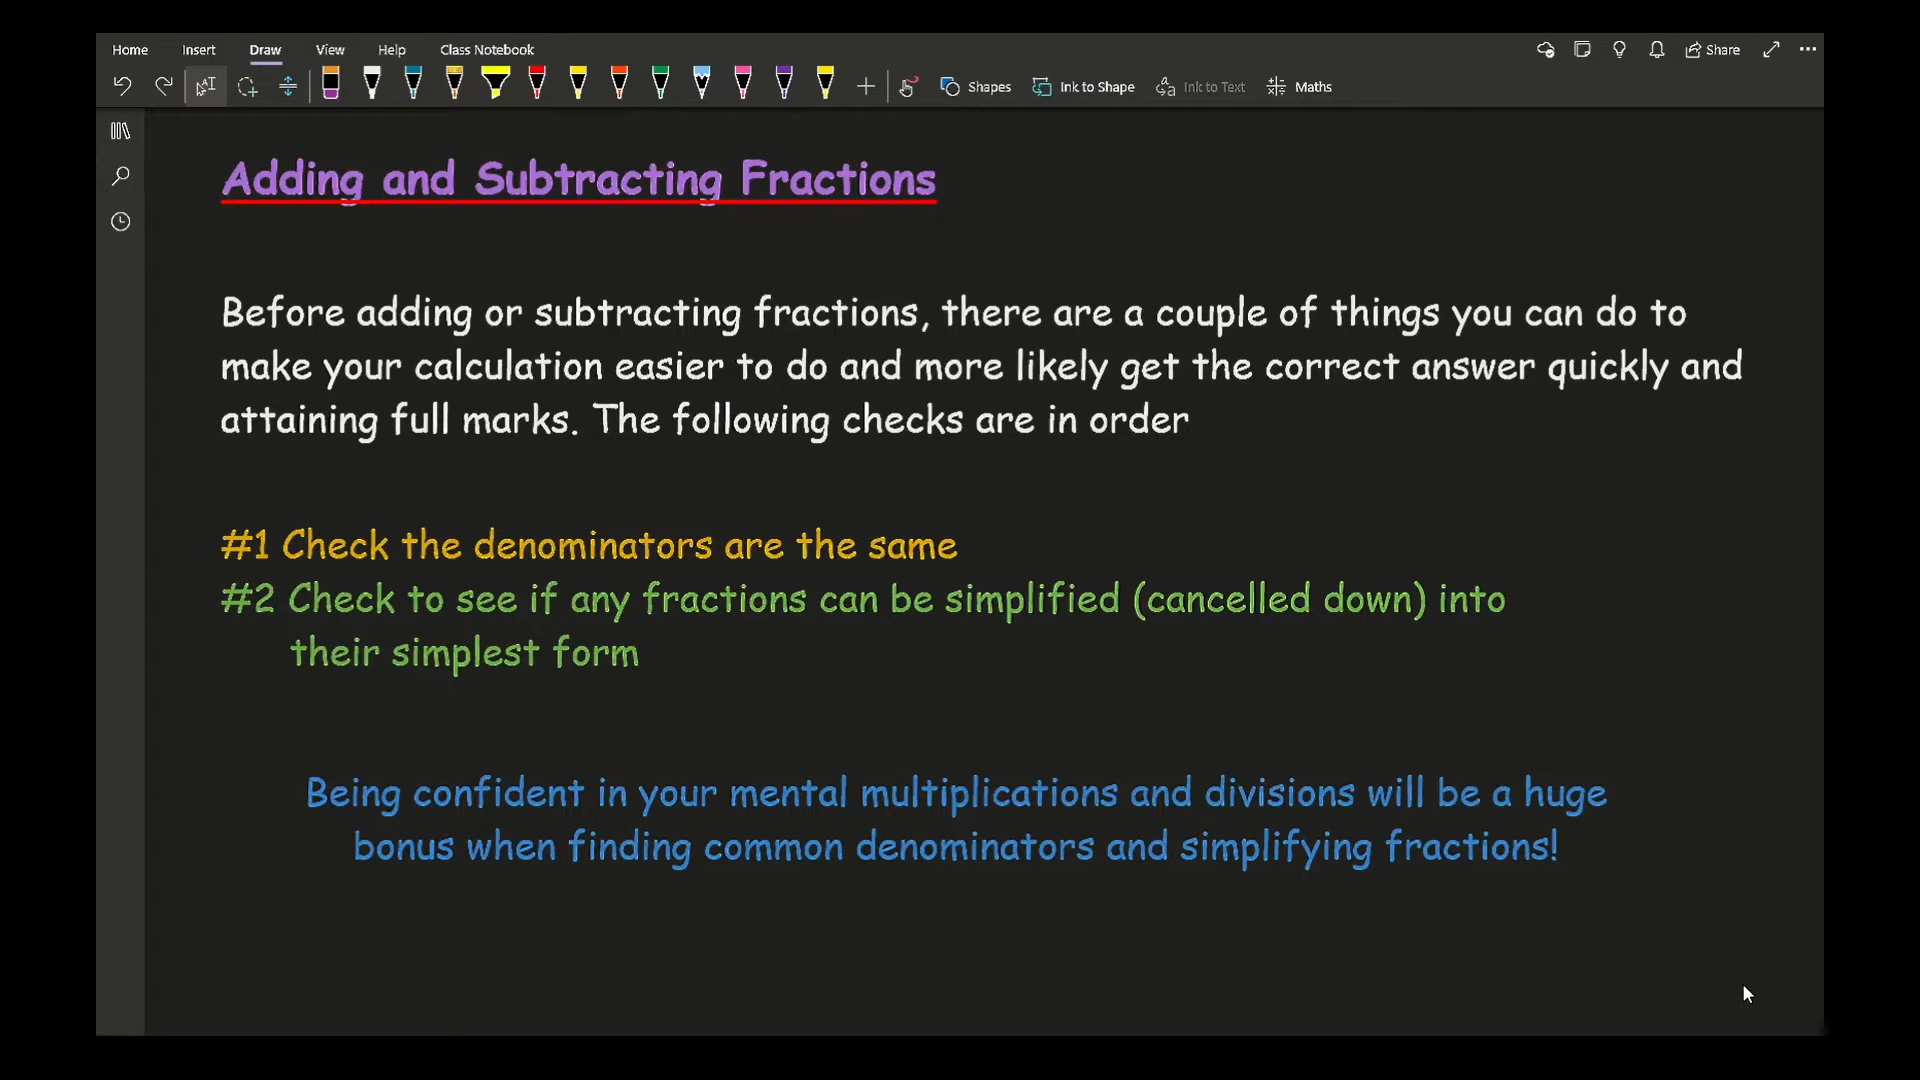 Home Insert Draw View Help Class Notebook Share
Shapes Ink to Shape Ink to Text Maths
Adding and Subtracting Fractions
Before adding or subtracting fractions, there are a couple of things you can do to
make your calculation easier to do and more likely get the correct answer quickly and
attaining full marks. The following checks are in order
#1 Check the denominators are the same
#2 Check to see if any fractions can be simplified (cancelled down) into
their simplest form
Being confident in your mental multiplications and divisions will be a huge
bonus when finding common denominators and simplifying fractions!